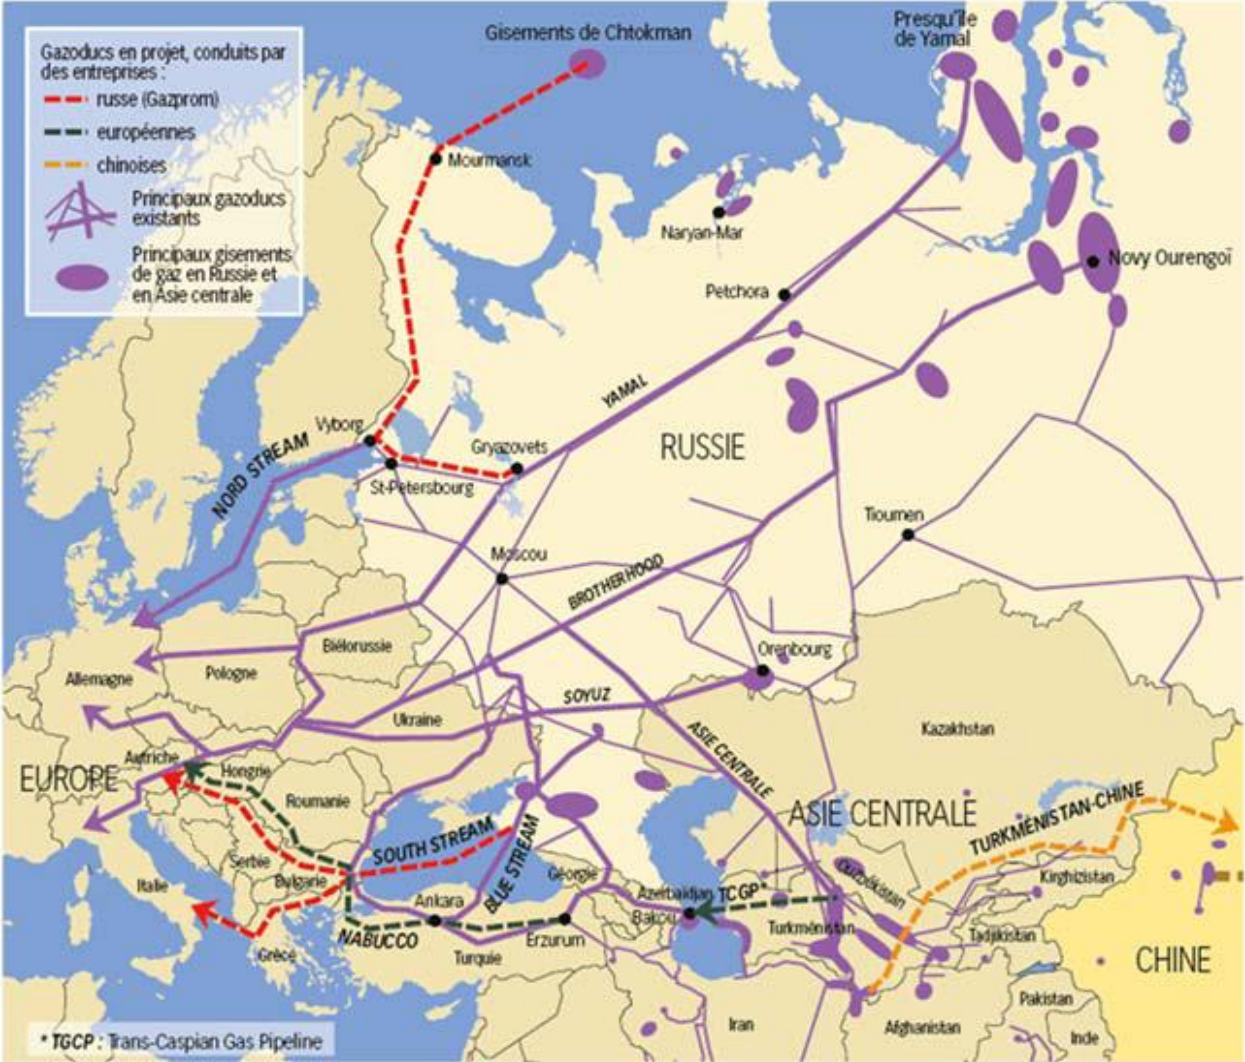 Gazoducs en projet, conduits par
des entreprises :
russe (Gazprom)
européennes
chinoises
Principaux gazoducs
existants
Principaux gisements
de gaz en Russie et
en Asie centrale
Gisements de Chtokman
Presqu'île
de Yamal
Mourmansk
Naryan-Mar
Novy Ourengoï
Petchora
YAMAL
RUSSIE
Vyborg
NORD STREAM
Gryazovets
St-Petersbourg
Tioumen
Moscou
BROTHERHOOD
Biélorussie
Orenbourg
Allemagne
Pologne
SOYUZ
Ukraine
Kazakhstan
ASIE CENTRALE
Autriche
EUROPE
Hongrie
Roumanie
ASIE CENTRALE
TURKMÉNISTAN-CHINE
SOUTH STREAM
BLUE STREAM
Serbie
Bulgarie
Géorgie
Ouzbékistan
Kirghizistan
Italie
Ankara
Azerbaïdjan
TCGP*
Bakou
Turkménistan
Tadjikistan
NABUCCO
Erzurum
Grèce
Turquie
CHINE
Pakistan
Iran
Afghanistan
Inde
* TGCP : Trans-Caspian Gas Pipeline